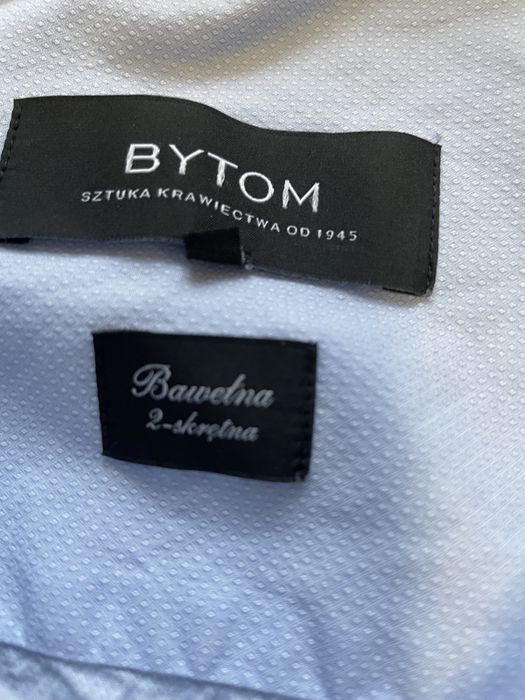 BYTOM
SZTUKA KRAWIECTWA OD 1945
Bawełna
2-skrętna